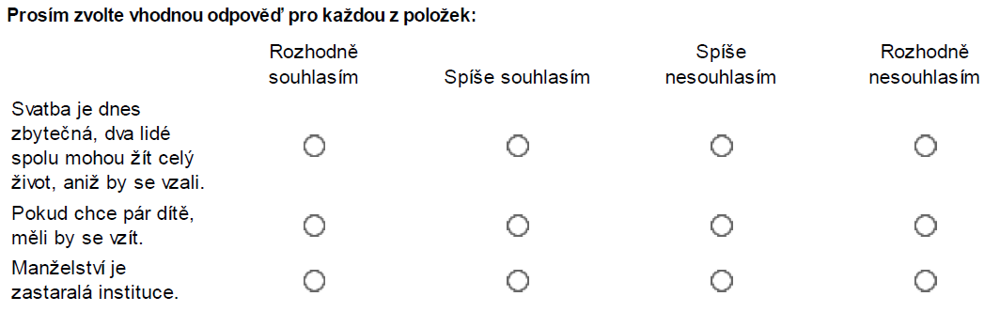 Prosím zvolte vhodnou odpověď pro každou z položek:
Rozhodně souhlasím
Spíše souhlasím
Spíše nesouhlasím
Rozhodně nesouhlasím
Svatba je dnes
zbytečná, dva lidé
spolu mohou žít celý
život, aniž by se vzali.
Pokud chce pár dítě,
měli by se vzít.
Manželství je
zastaralá instituce.